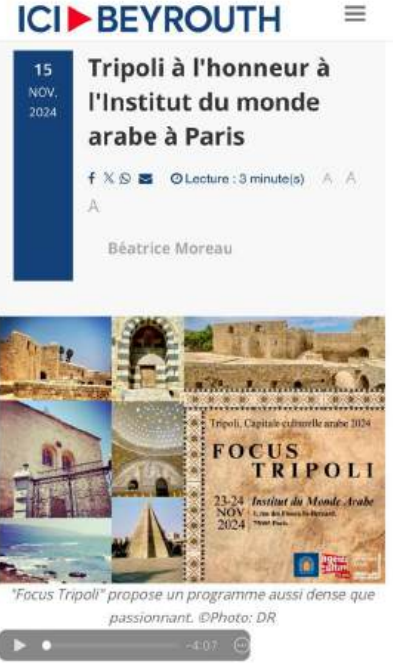 ICI BEYROUTH
15
NOV.
2024
Tripoli à l'honneur à
l'Institut du monde
arabe à Paris
Lecture : 3 minute(s) A A
A
Béatrice Moreau
Tripoli, Capitale culturelle arabe 2024
FOCUS
TRIPOLI
23-24
NOV
2024
Institut du Monde Arabe
"Focus Tripoli" propose un programme aussi dense que
passionnant. ©Photo: DR
-4:07